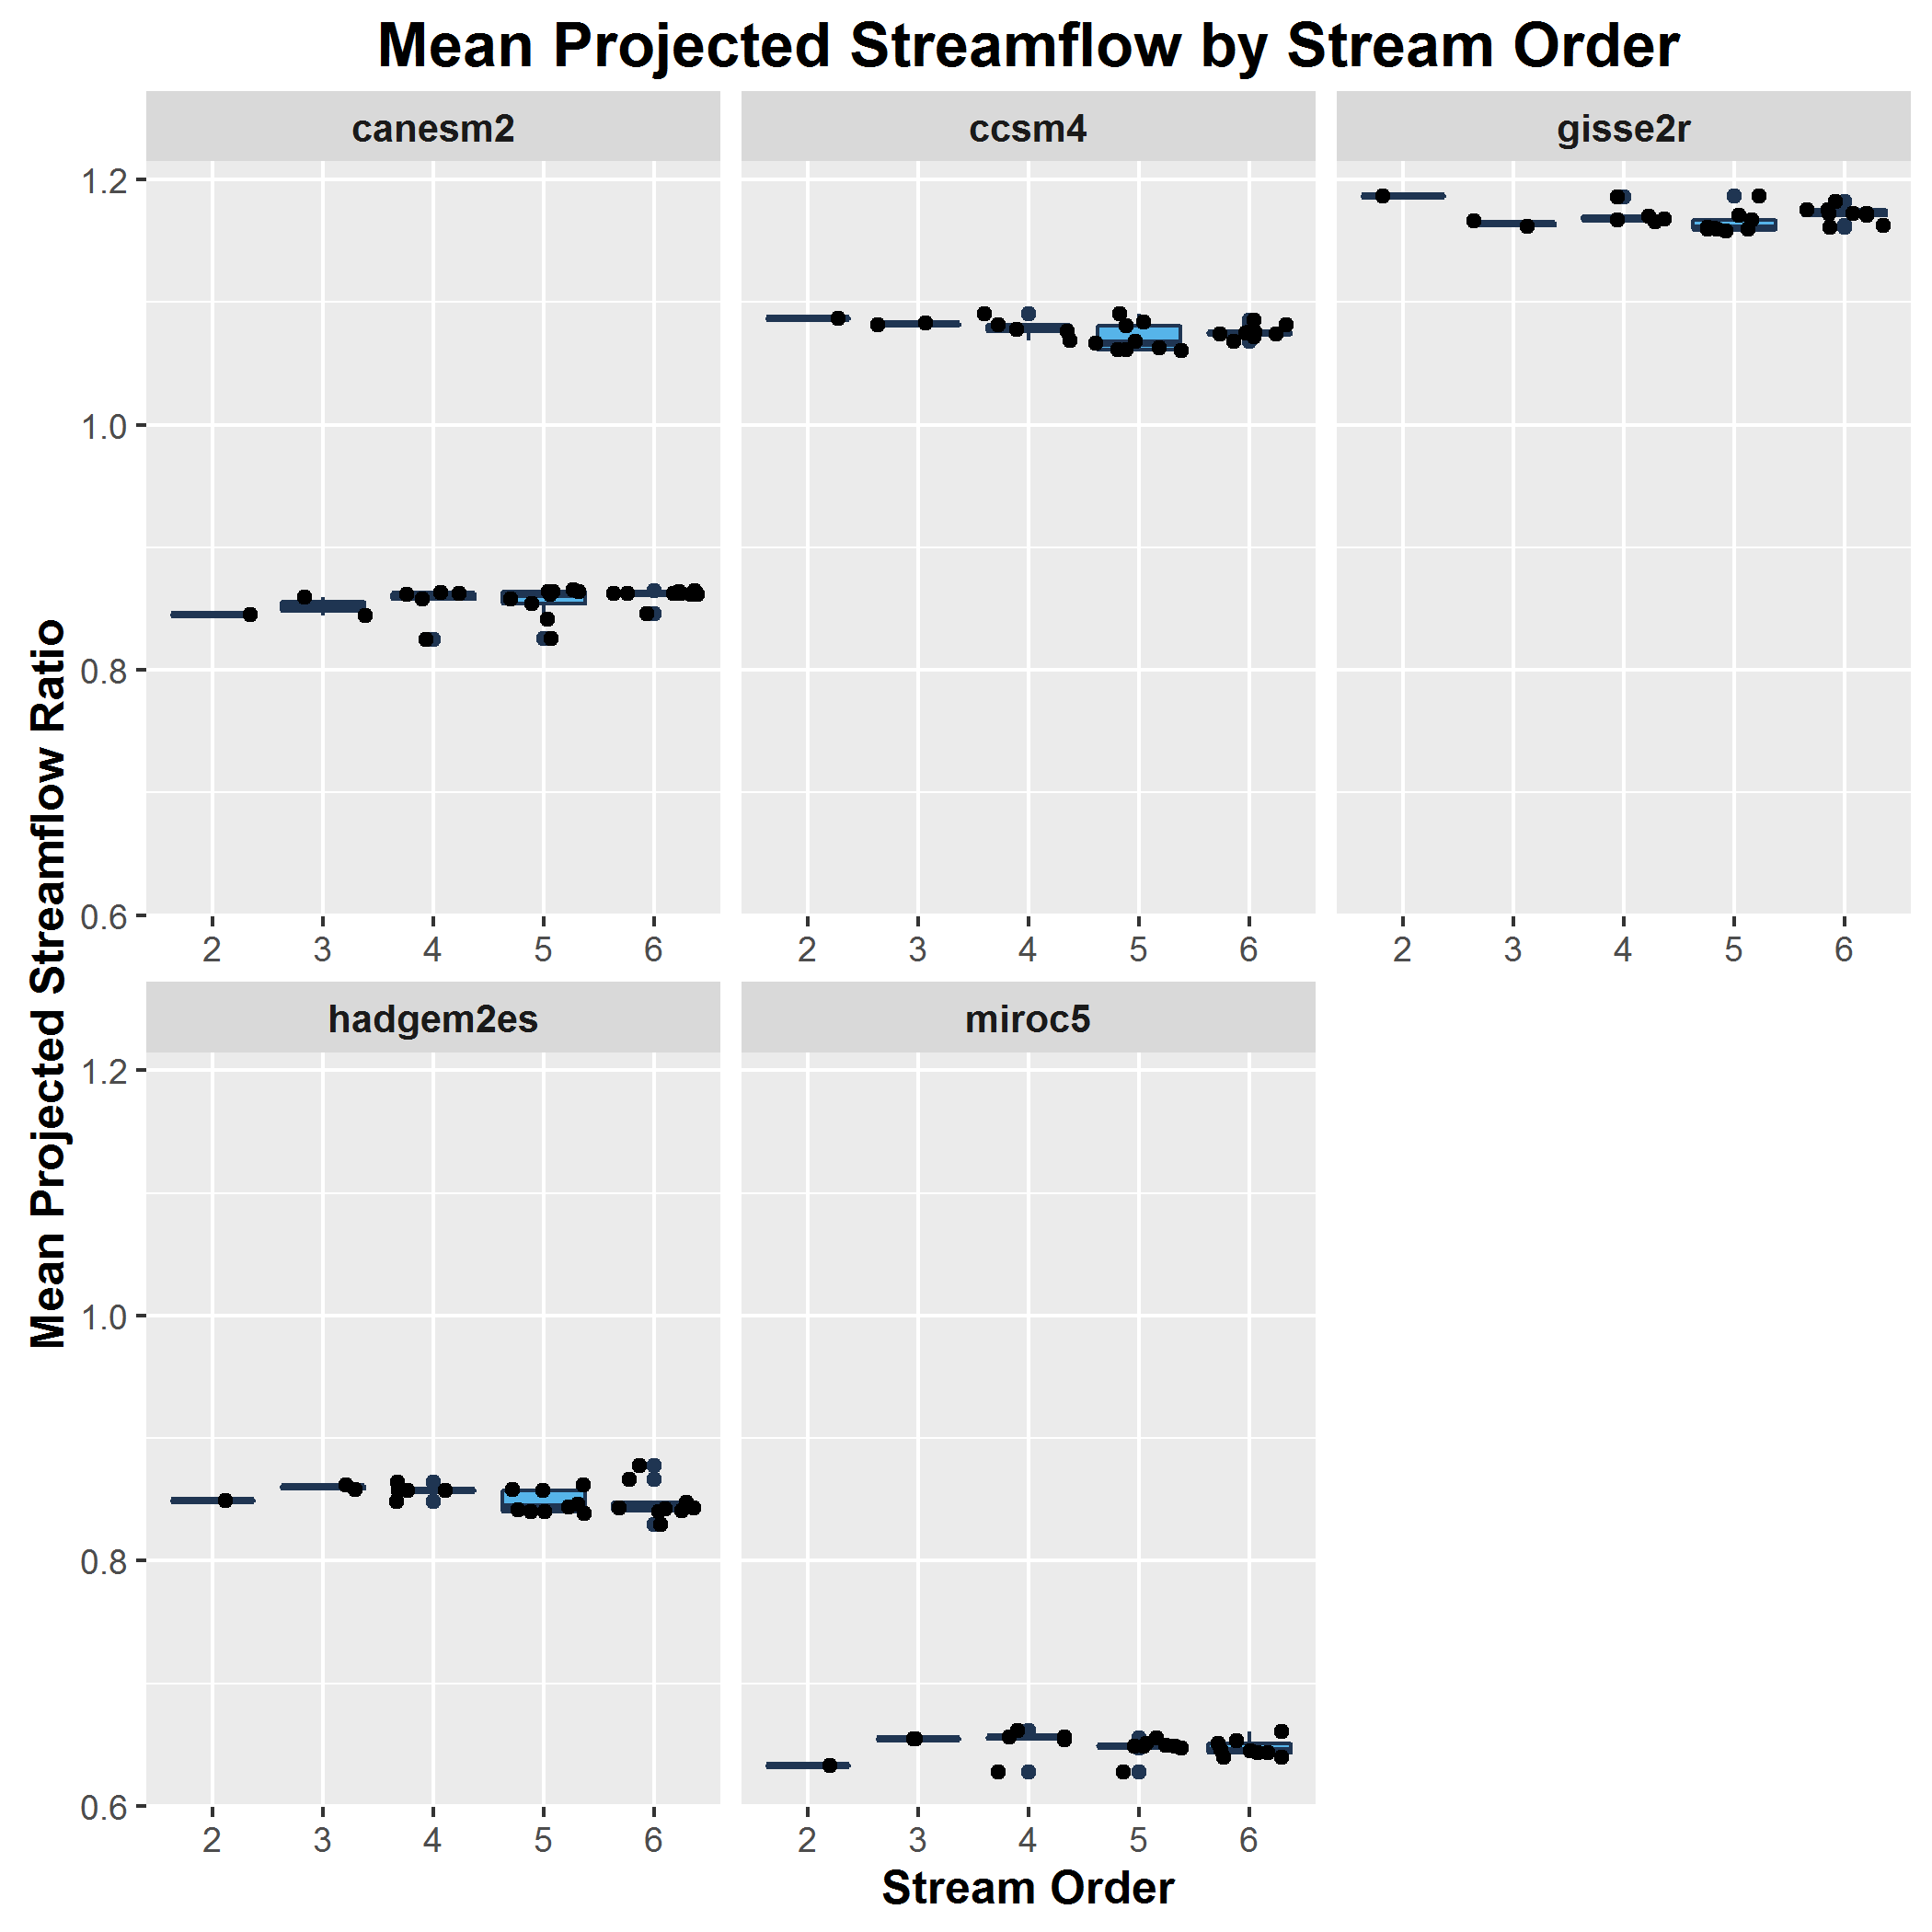 Mean Projected Streamflow by Stream Order
canesm2
ccsm4
gisse2r
1.2
1.0
0.8
0.6
2 3 4 5 6
2 3 4 5 6
2 3 4 5 6
Mean Projected Streamflow Ratio
hadgem2es
miroc5
1.2
1.0
0.8
0.6
2 3 4 5 6
2 3 4 5 6
Stream Order